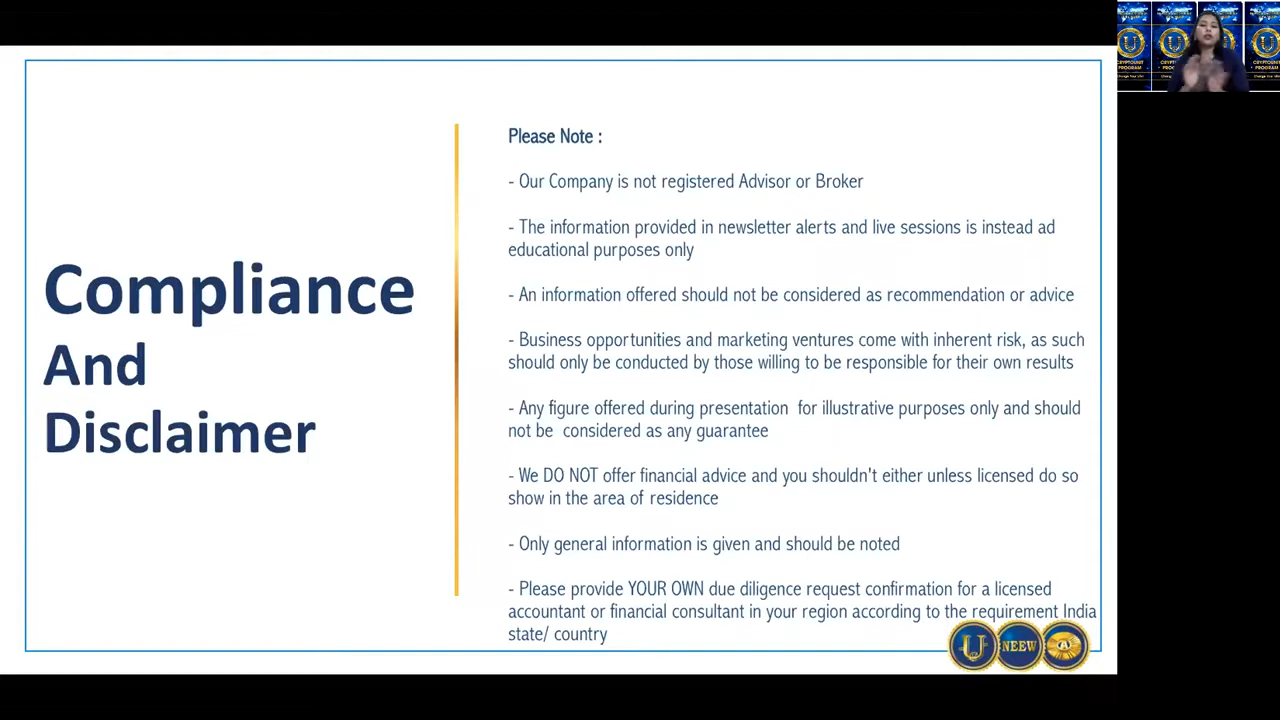 Compliance
And
Disclaimer
Please Note :
- Our Company is not registered Advisor or Broker
- The information provided in newsletter alerts and live sessions is instead ad
educational purposes only
- An information offered should not be considered as recommendation or advice
- Business opportunities and marketing ventures come with inherent risk, as such
should only be conducted by those willing to be responsible for their own results
- Any figure offered during presentation for illustrative purposes only and should
not be considered as any guarantee
- We DO NOT offer financial advice and you shouldn't either unless licensed do so
show in the area of residence
- Only general information is given and should be noted
- Please provide YOUR OWN due diligence request confirmation for a licensed
accountant or financial consultant in your region according to the requirement India
state/ country
NEEW
CRYPTOUNIT
PROGRAM
CRYPTOUNIT
PROGRAM